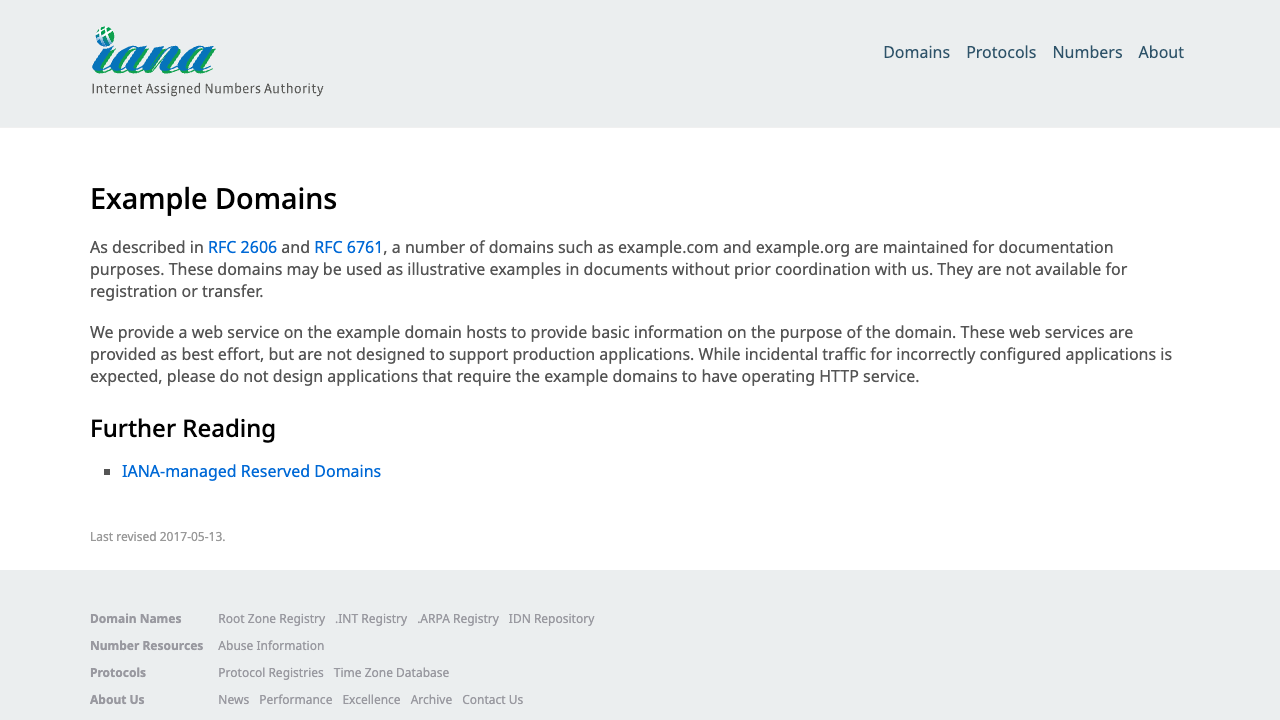 iana
Internet Assigned Numbers Authority
Domains Protocols Numbers About
Example Domains
As described in RFC 2606 and RFC 6761, a number of domains such as example.com and example.org are maintained for documentation
purposes. These domains may be used as illustrative examples in documents without prior coordination with us. They are not available for
registration or transfer.
We provide a web service on the example domain hosts to provide basic information on the purpose of the domain. These web services are
provided as best effort, but are not designed to support production applications. While incidental traffic for incorrectly configured applications is
expected, please do not design applications that require the example domains to have operating HTTP service.
Further Reading
IANA-managed Reserved Domains
Last revised 2017-05-13.
Domain Names Root Zone Registry .INT Registry .ARPA Registry IDN Repository
Number Resources Abuse Information
Protocols Protocol Registries Time Zone Database
About Us News Performance Excellence Archive Contact Us